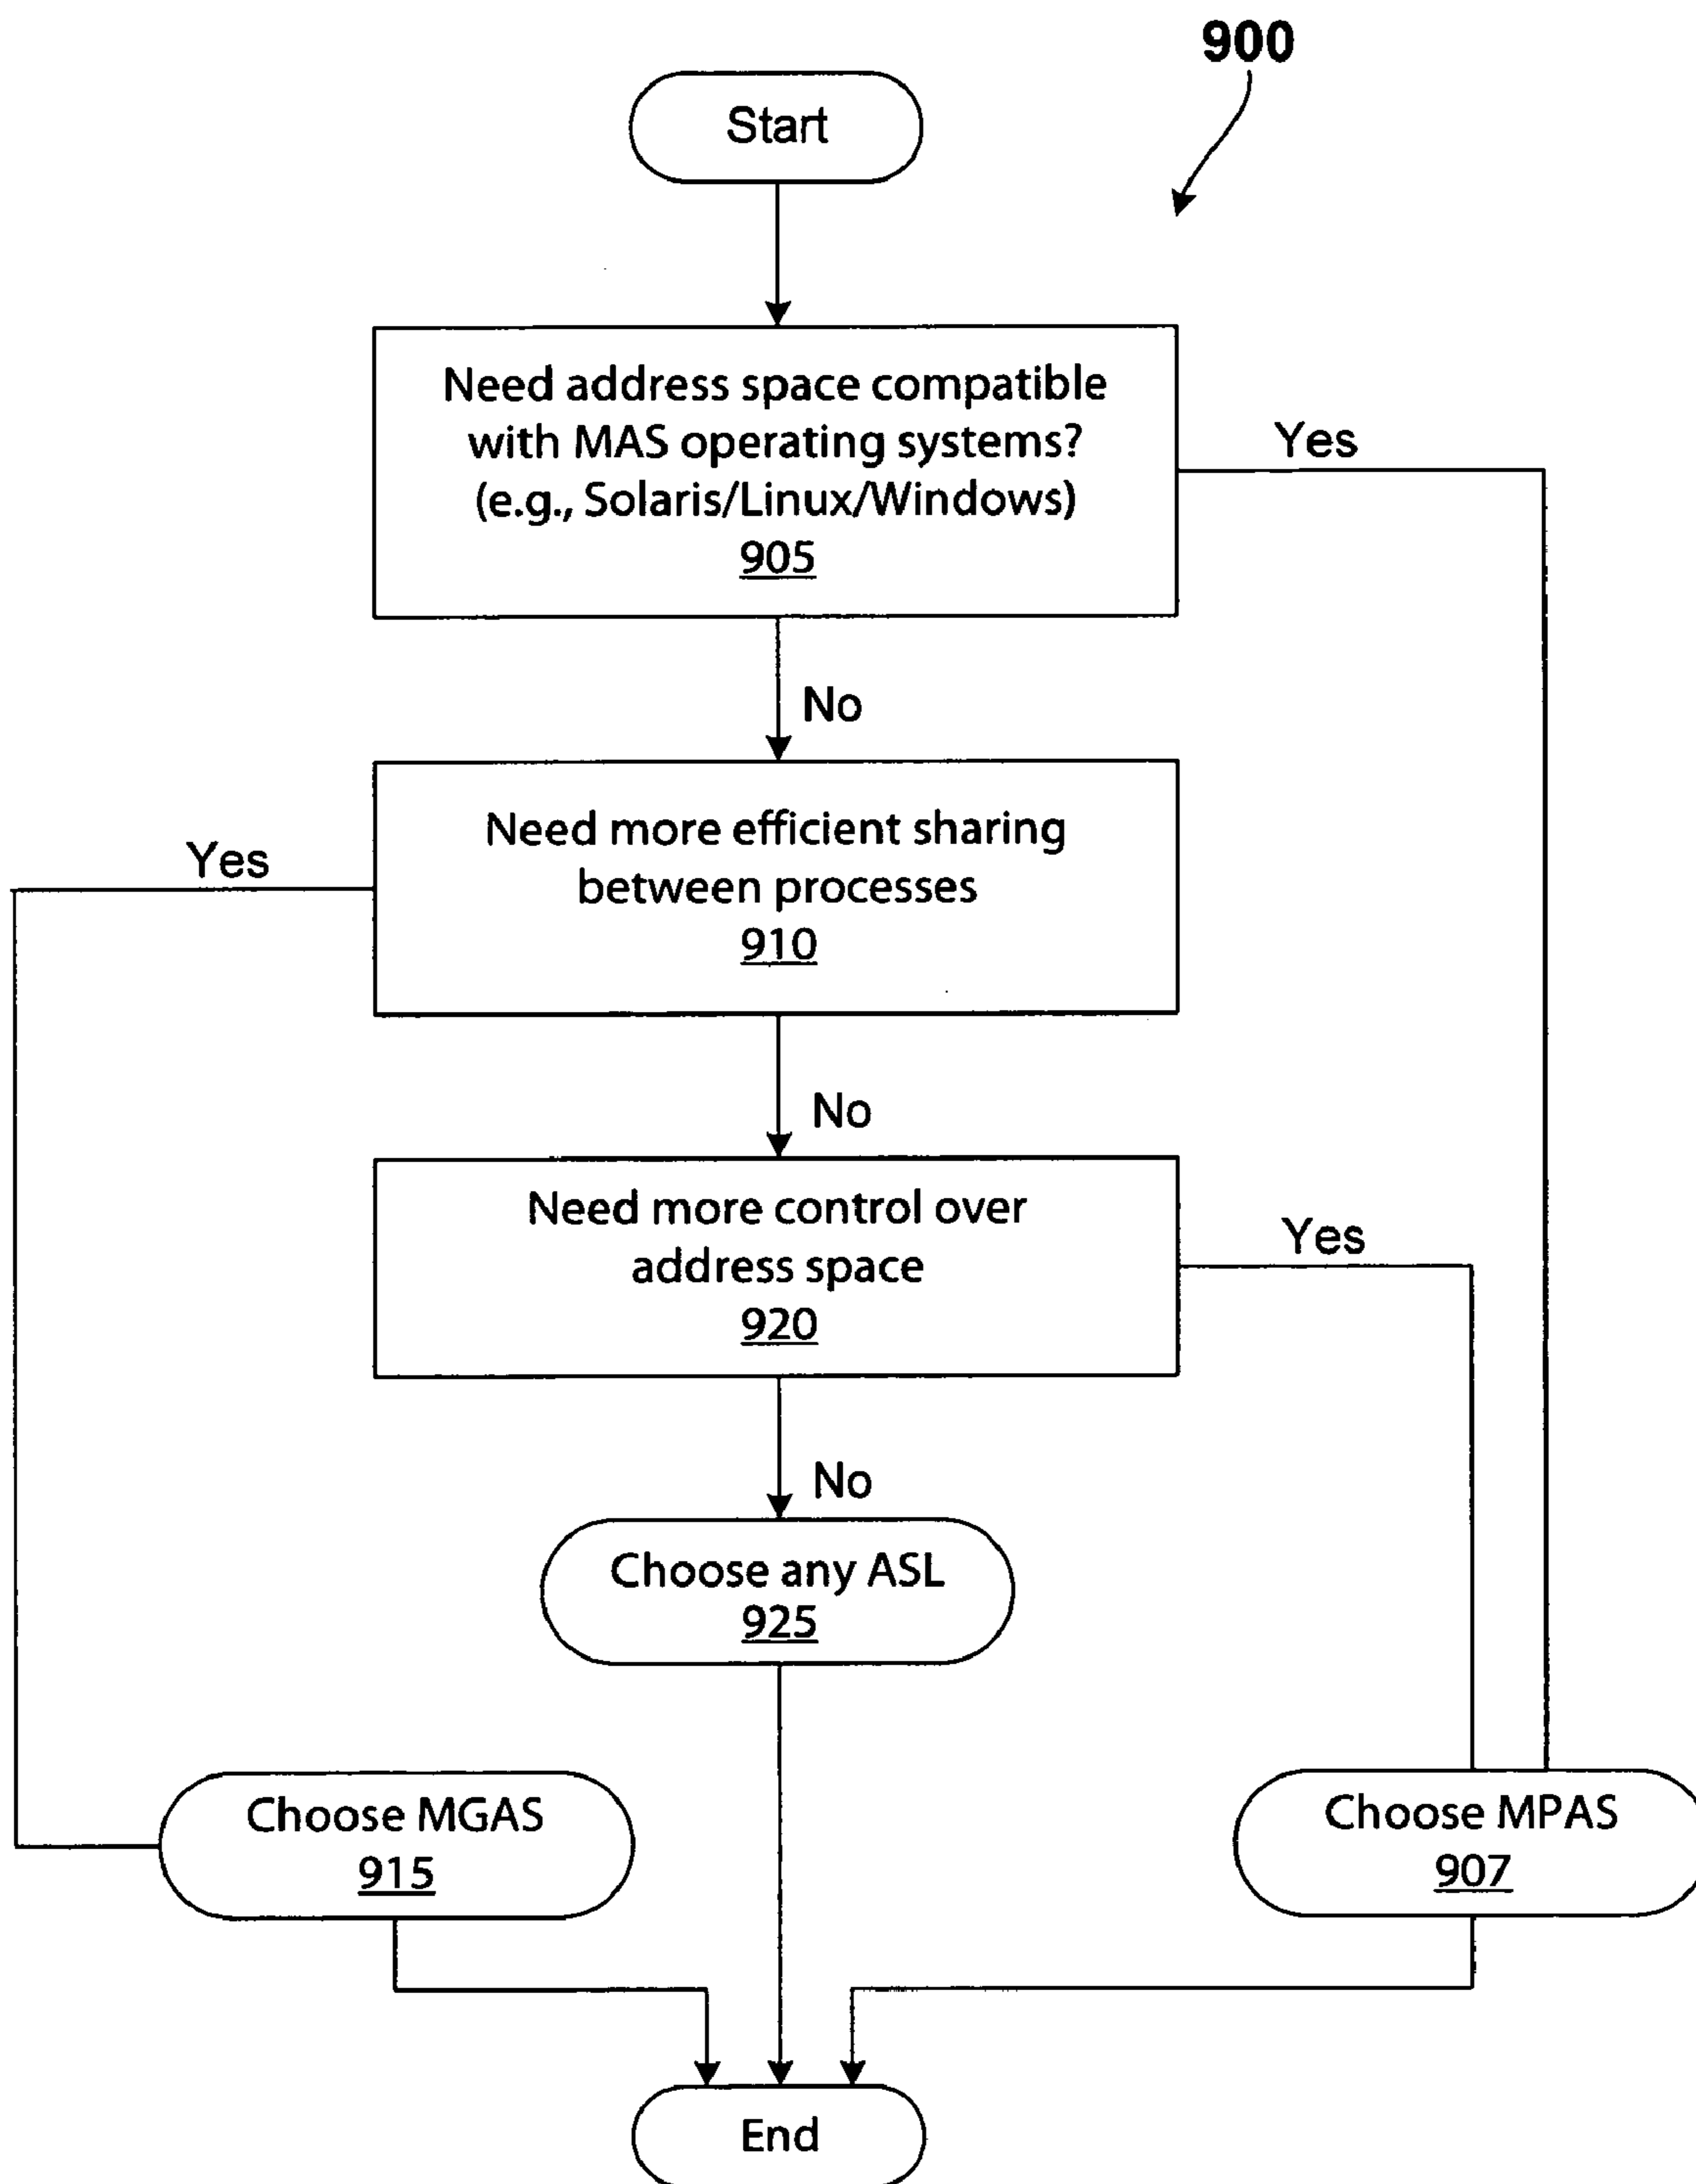 900
Start
Need address space compatible
with MAS operating systems?
(e.g., Solaris/Linux/Windows)
905
Yes
No
Need more efficient sharing
between processes
910
Yes
No
Need more control over
address space
920
Yes
No
Choose any ASL
925
Choose MGAS
915
Choose MPAS
907
End